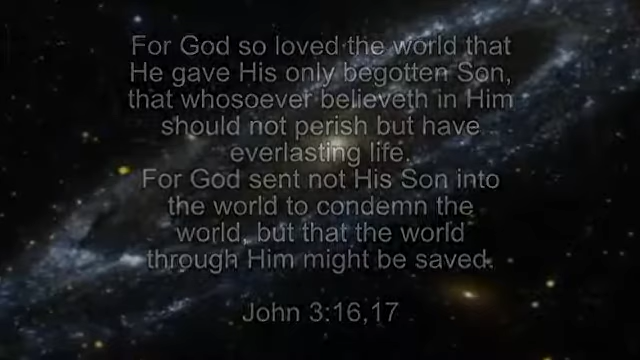 For God so loved the world that
He gave His only begotten Son,
that whosoever believeth in Him
should not perish but have
everlasting life.
For God sent not His Son into
the world to condemn the
world, but that the world
through Him might be saved.
John 3:16,17